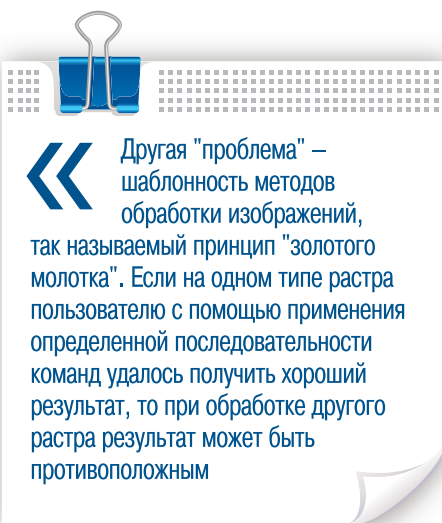 « Другая "проблема" –
шаблонность методов
обработки изображений,
так называемый принцип "золотого
молотка". Если на одном типе растра
пользователю с помощью применения
определенной последовательности
команд удалось получить хороший
результат, то при обработке другого
растра результат может быть
противоположным